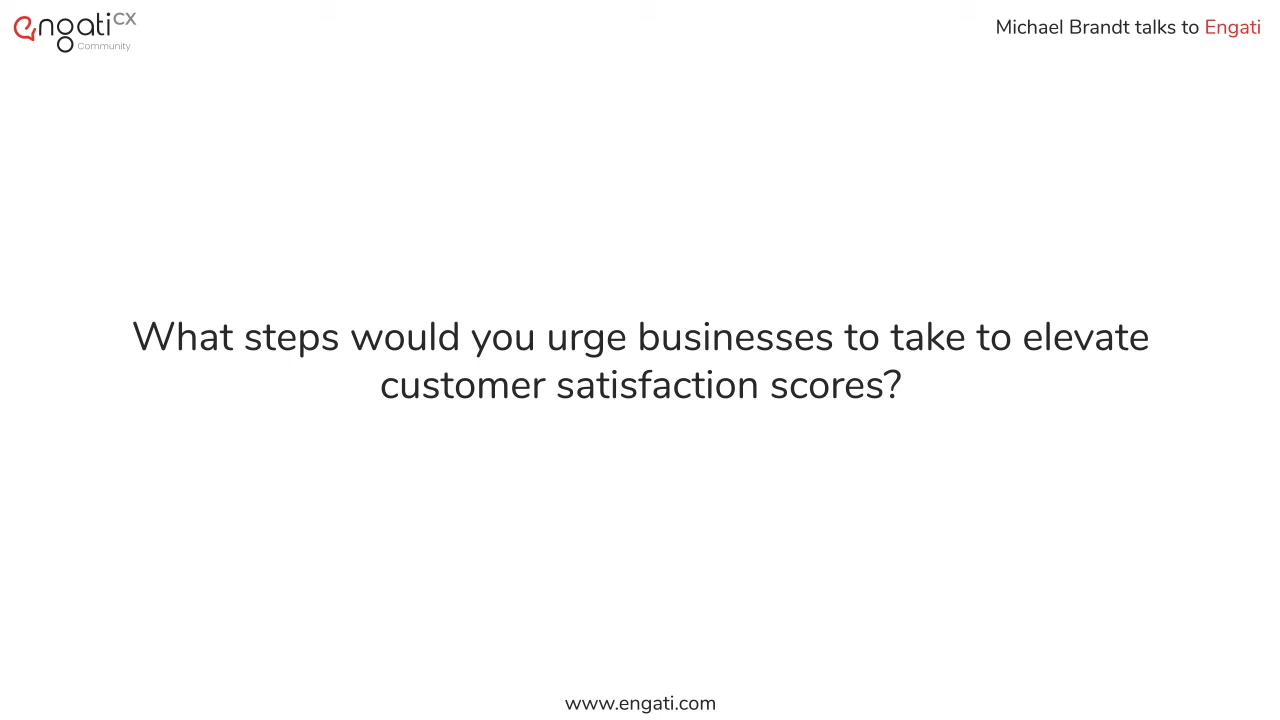 engati CX
Community
Michael Brandt talks to Engati
What steps would you urge businesses to take to elevate
customer satisfaction scores?
www.engati.com